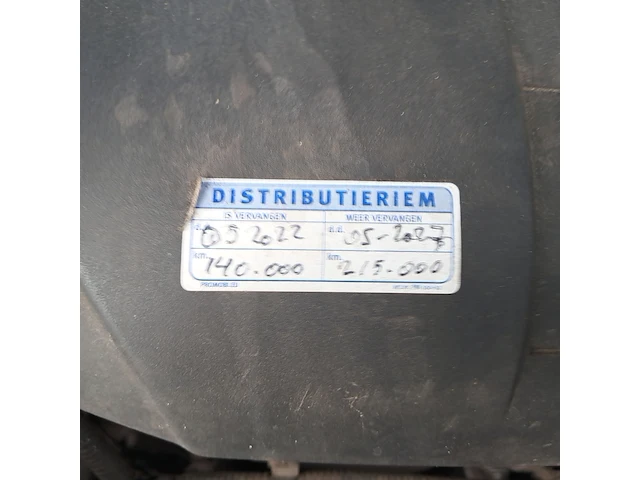 DISTRIBUTIERIEM
IS VERVANGEN WEER VERVANGEN
d.d. 05 2022 d.d. 05-2027
km. 140.000 km. 215.000